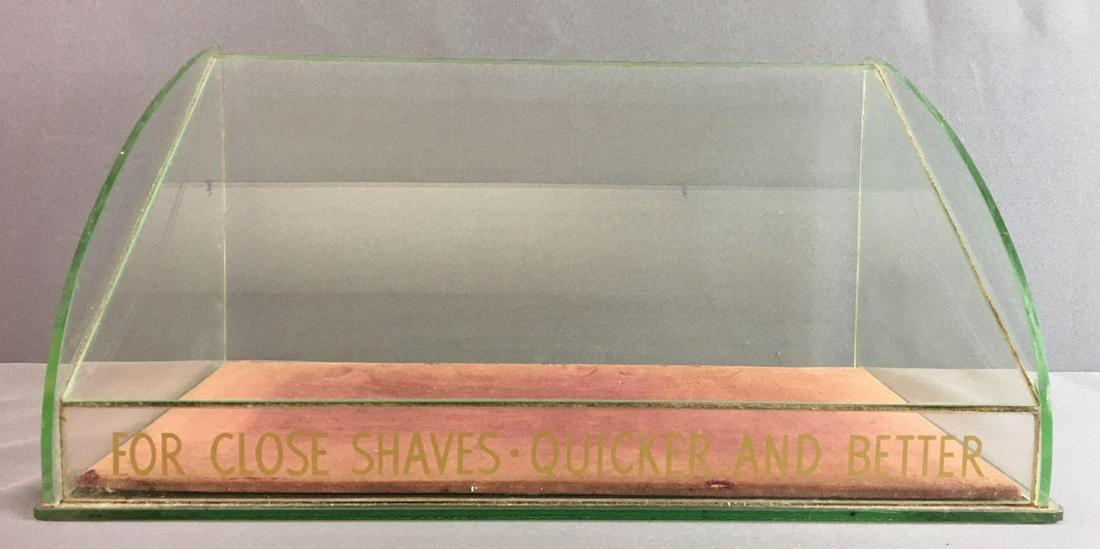 FOR CLOSE SHAVES · QUICKER AND BETTER